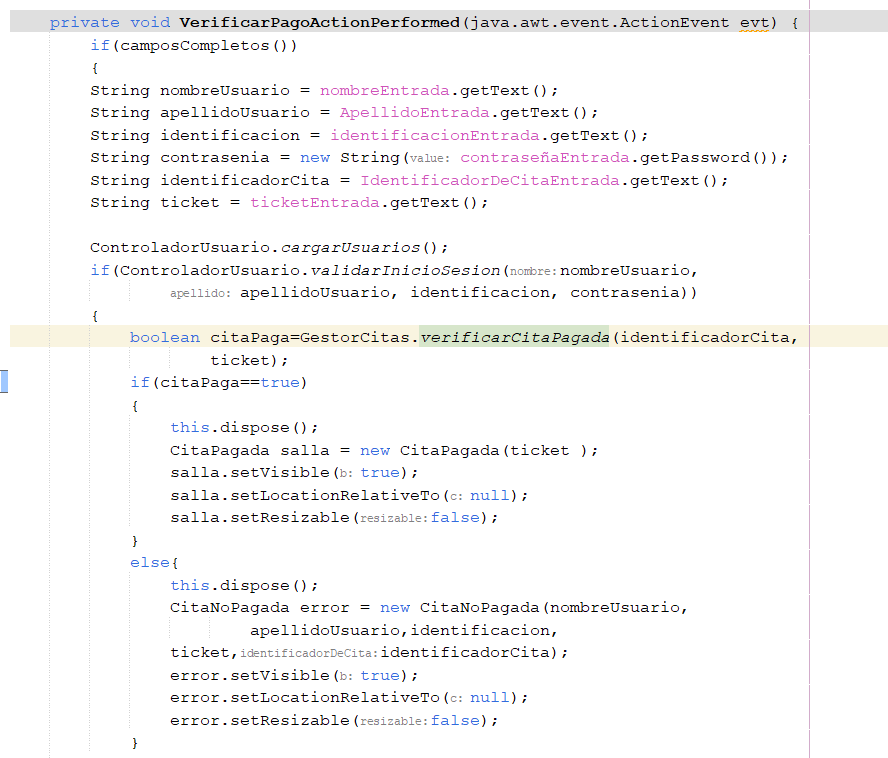 private void VerificarPagoActionPerformed(java.awt.event.ActionEvent evt) {
if(camposCompletos())
{
String nombreUsuario = nombreEntrada.getText();
String apellidoUsuario = ApellidoEntrada.getText();
String identificacion = identificacionEntrada.getText();
String contrasenia = new String(value: contraseñaEntrada.getPassword());
String identificadorCita = IdentificadorDeCitaEntrada.getText();
String ticket = ticketEntrada.getText();
ControladorUsuario.cargarUsuarios();
if(ControladorUsuario.validarInicioSesion(nombre: nombreUsuario,
apellido: apellidoUsuario, identificacion, contrasenia))
{
boolean citaPaga=GestorCitas.verificarCitaPagada(identificadorCita,
ticket);
if(citaPaga==true)
{
this.dispose();
CitaPagada salla = new CitaPagada(ticket );
salla.setVisible(b: true);
salla.setLocationRelativeTo(c: null);
salla.setResizable(resizable: false);
}
else{
this.dispose();
CitaNoPagada error = new CitaNoPagada(nombreUsuario,
apellidoUsuario,identificacion,
ticket,identificadorDeCita: identificadorCita);
error.setVisible(b: true);
error.setLocationRelativeTo(c: null);
error.setResizable(resizable: false);
}